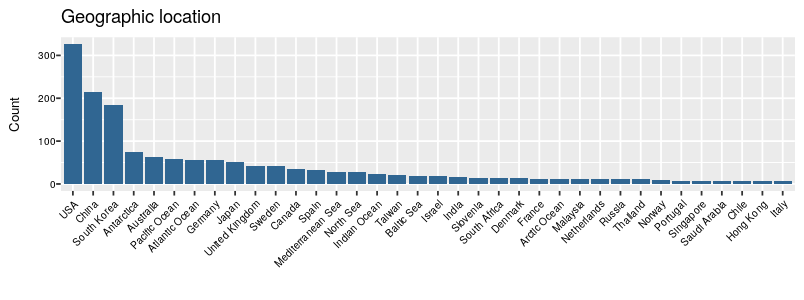 Geographic location
Count
300
200
100
0
USA
China
South Korea
Antarctica
Australia
Pacific Ocean
Atlantic Ocean
Germany
Japan
United Kingdom
Sweden
Canada
Spain
Mediterranean Sea
North Sea
Indian Ocean
Taiwan
Baltic Sea
Israel
India
Slovenia
South Africa
Denmark
France
Arctic Ocean
Malaysia
Netherlands
Russia
Thailand
Norway
Portugal
Singapore
Saudi Arabia
Chile
Hong Kong
Italy